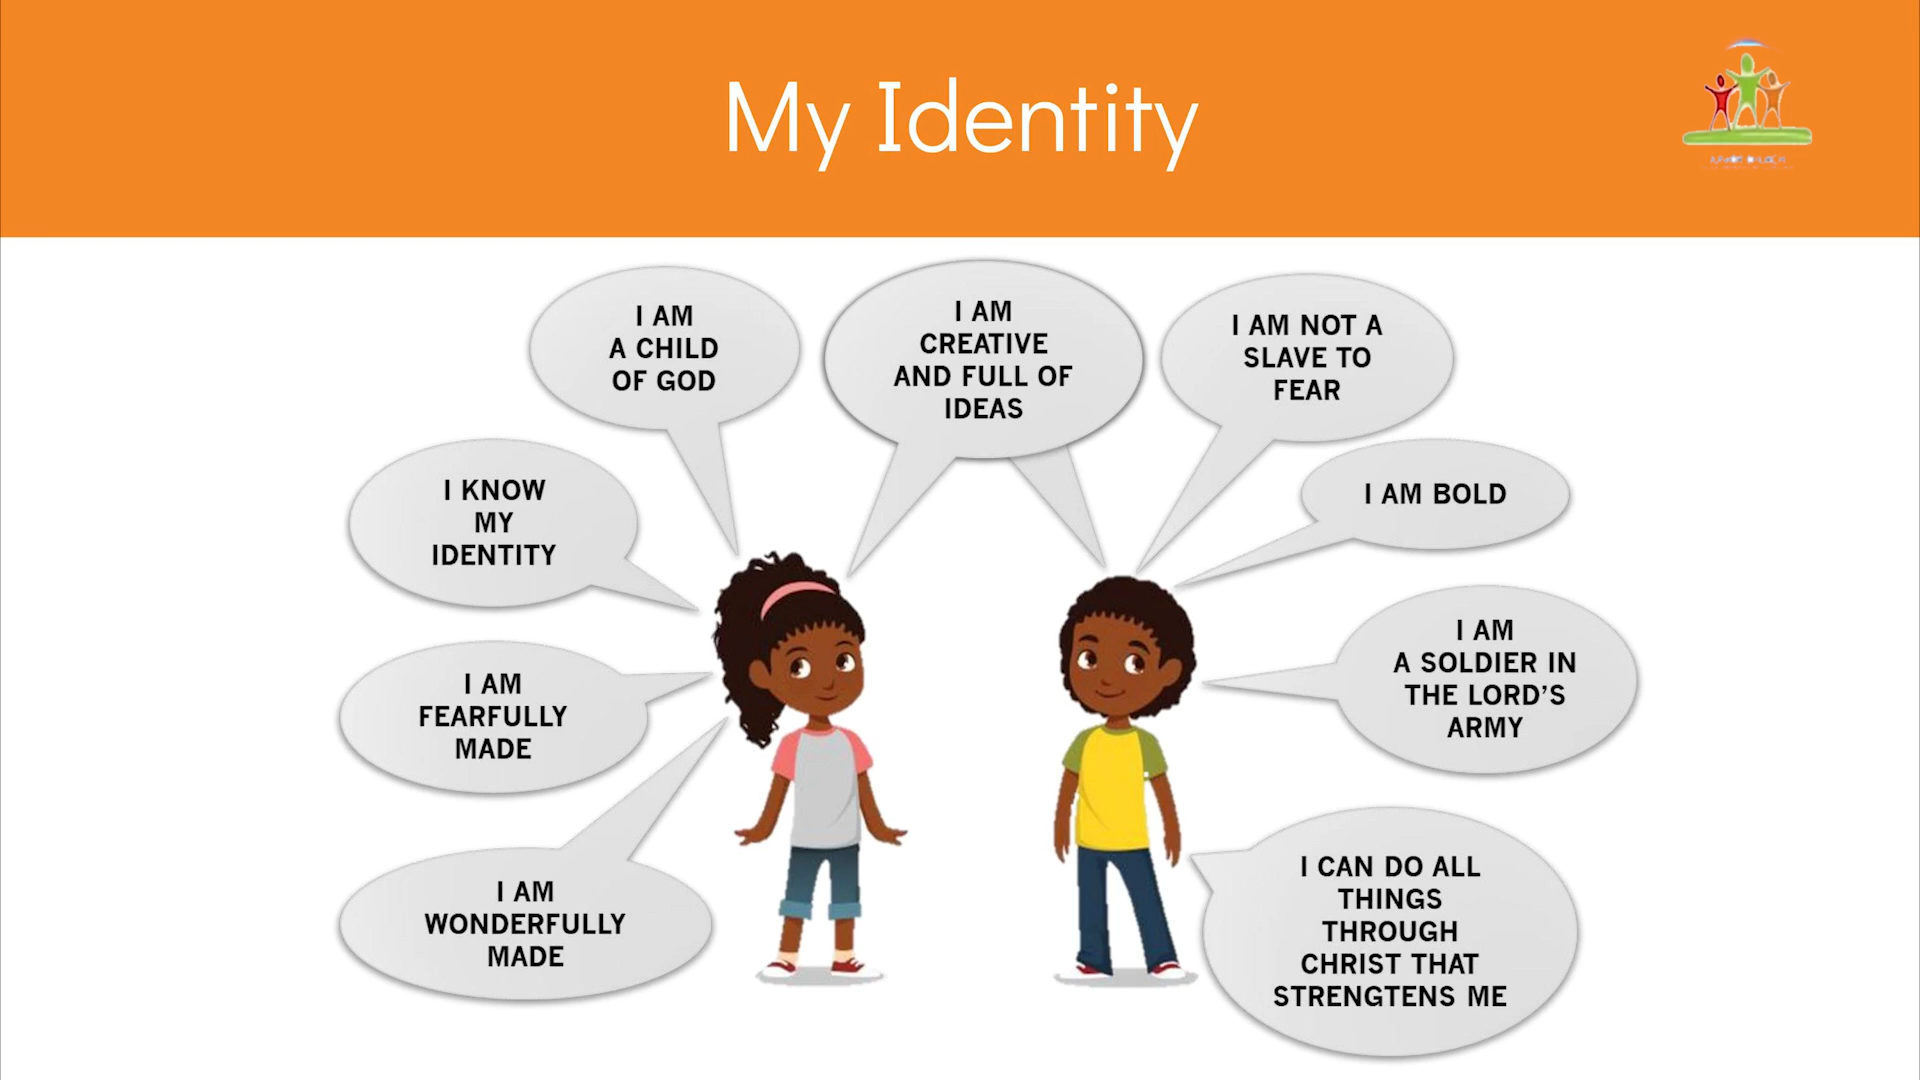 My Identity
I AM
A CHILD
OF GOD
I AM
CREATIVE
AND FULL OF
IDEAS
I AM NOT A
SLAVE TO
FEAR
I KNOW
MY
IDENTITY
I AM BOLD
I AM
FEARFULLY
MADE
I AM
A SOLDIER IN
THE LORD'S
ARMY
I AM
WONDERFULLY
MADE
I CAN DO ALL
THINGS
THROUGH
CHRIST THAT
STRENGTENS ME